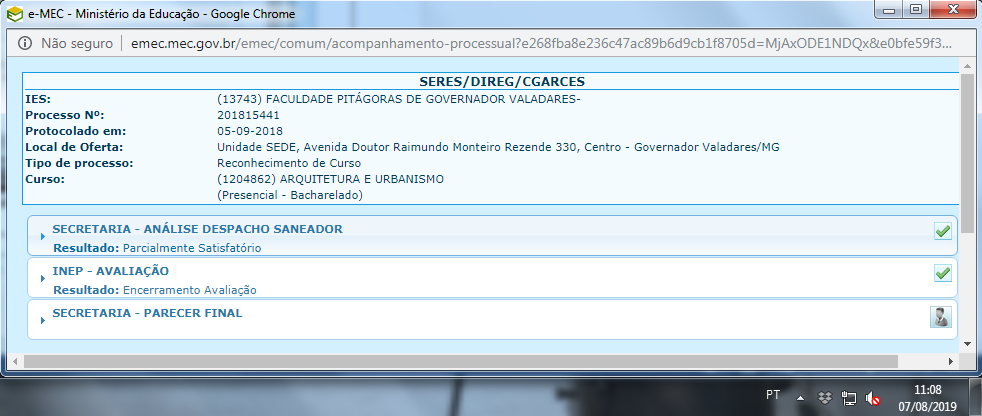 e-MEC - Ministério da Educação - Google Chrome
Não seguro | emec.mec.gov.br/emec/comum/acompanhamento-processual?e268fba8e236c47ac89b6d9cb1f8705d=MjAxODE1NDQx&e0bfe59f3...
SERES/DIREG/CGARCES
IES: (13743) FACULDADE PITÁGORAS DE GOVERNADOR VALADARES-
Processo Nº: 201815441
Protocolado em: 05-09-2018
Local de Oferta: Unidade SEDE, Avenida Doutor Raimundo Monteiro Rezende 330, Centro - Governador Valadares/MG
Tipo de processo: Reconhecimento de Curso
Curso: (1204862) ARQUITETURA E URBANISMO
(Presencial - Bacharelado)
SECRETARIA - ANÁLISE DESPACHO SANEADOR
Resultado: Parcialmente Satisfatório
INEP - AVALIAÇÃO
Resultado: Encerramento Avaliação
SECRETARIA - PARECER FINAL
PT
11:08
07/08/2019